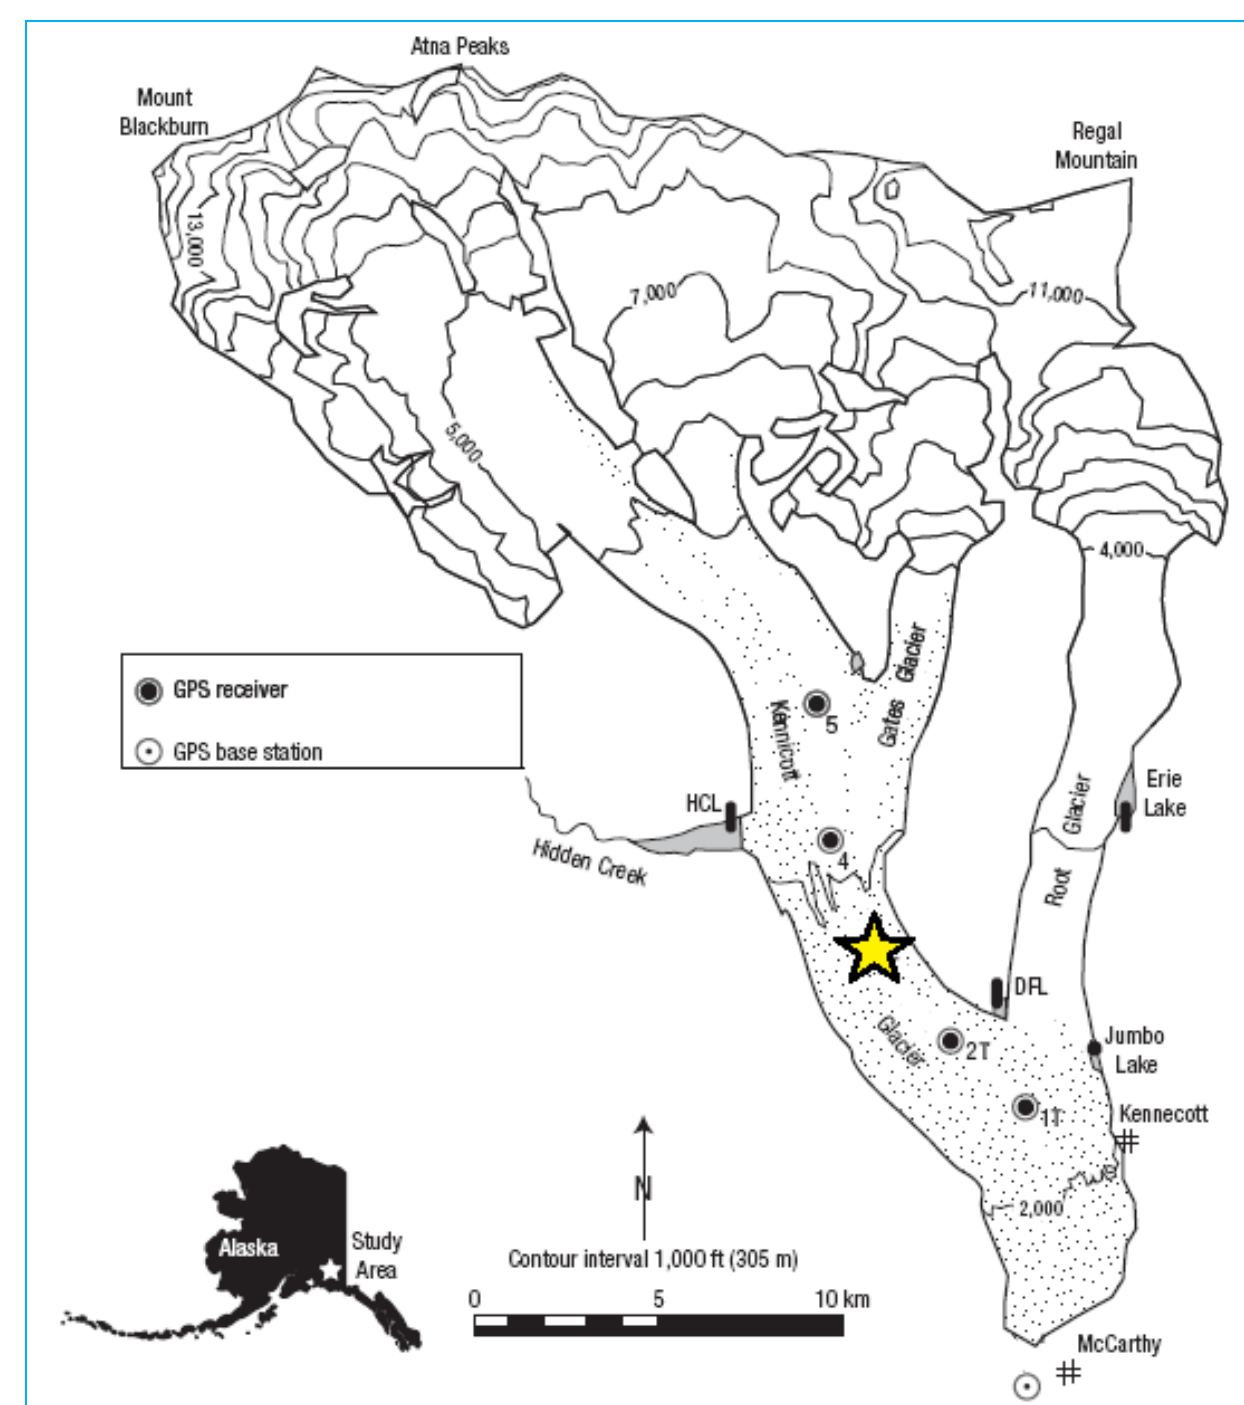 Atna Peaks
Mount
Blackburn
Regal
Mountain
13,000
7,000
11,000
5,000
4,000
Glacier
Gates
GPS receiver
GPS base station
5
Kennicott
Erie
Lake
Glacier
HCL
4
Hidden Creek
Root
DFL
Glacier
2T
Jumbo
Lake
1T
Kennecott
N
2,000
Alaska
Study
Area
Contour interval 1,000 ft (305 m)
0 5 10 km
McCarthy